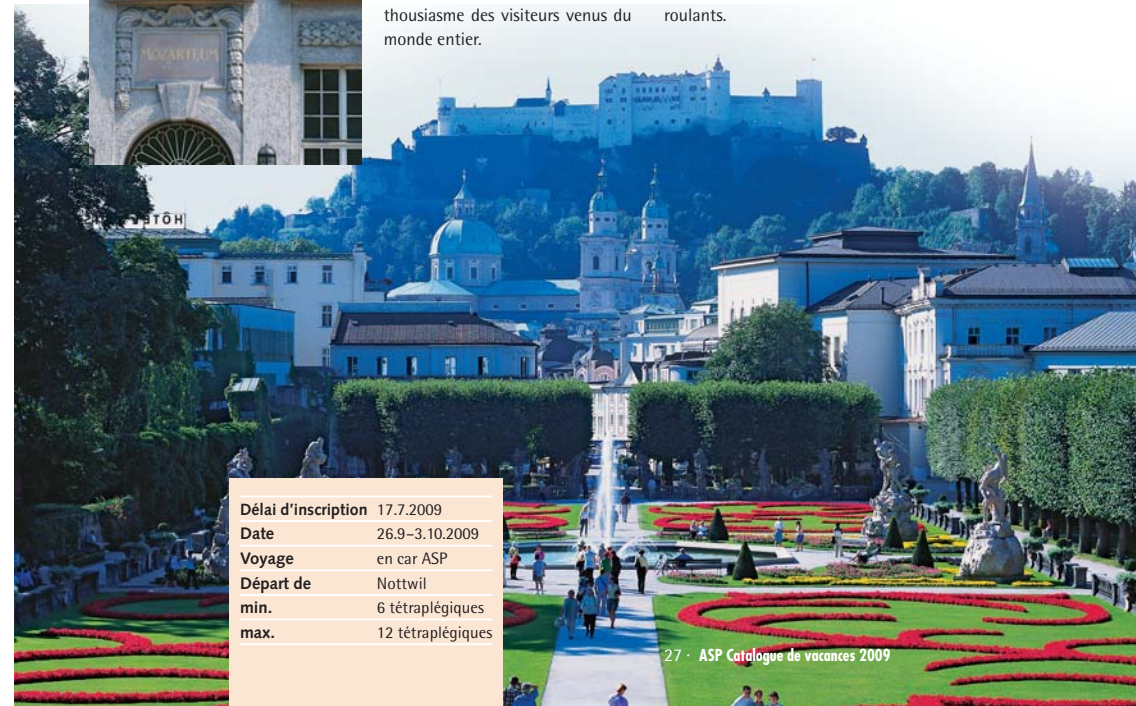 thousiasme des visiteurs venus du
monde entier.
roulants.
MOZARTEUM
HÔTEL
Délai d'inscription 17.7.2009
Date 26.9–3.10.2009
Voyage en car ASP
Départ de Nottwil
min. 6 tétraplégiques
max. 12 tétraplégiques
27 · ASP Catalogue de vacances 2009